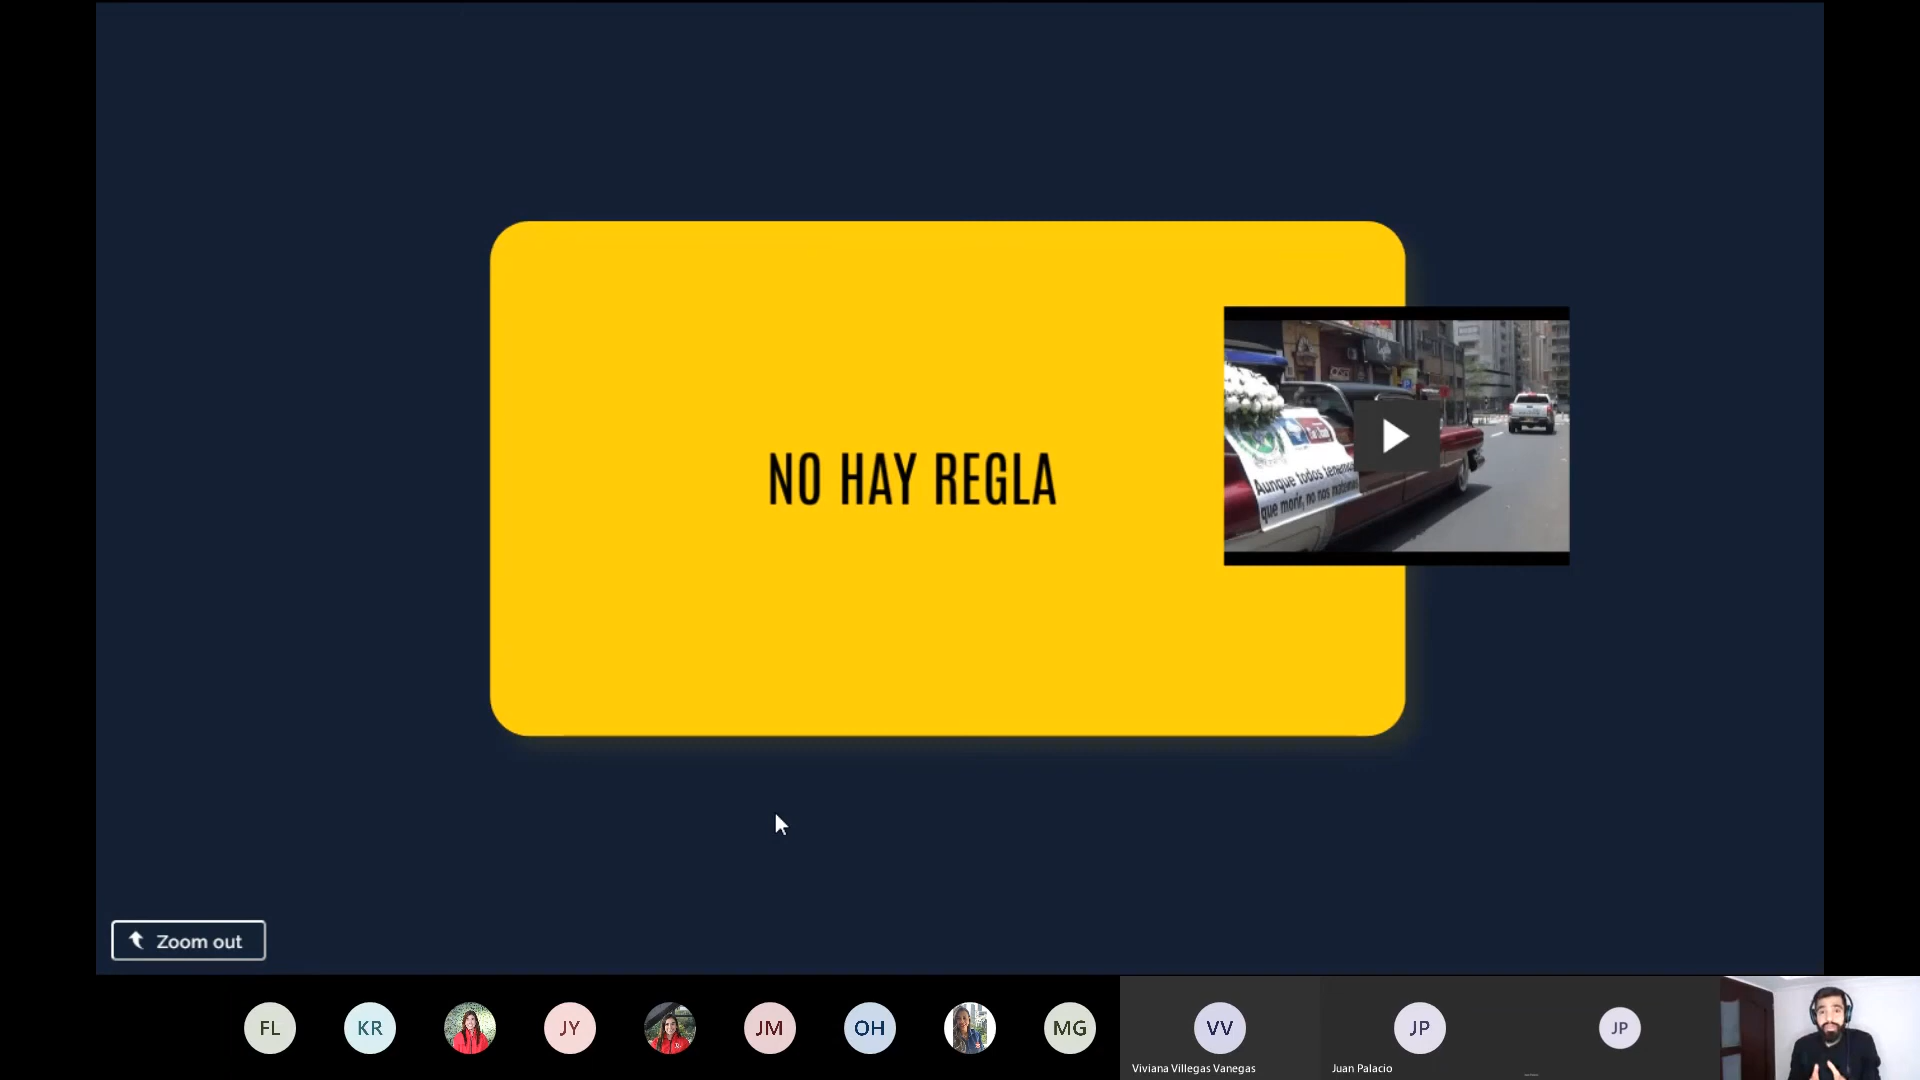 NO HAY REGLA
Aunque todos tenemos
que morir, no nos matemos
Zoom out
FL
KR
JY
JM
OH
MG
VV
JP
JP
Viviana Villegas Vanegas
Juan Palacio